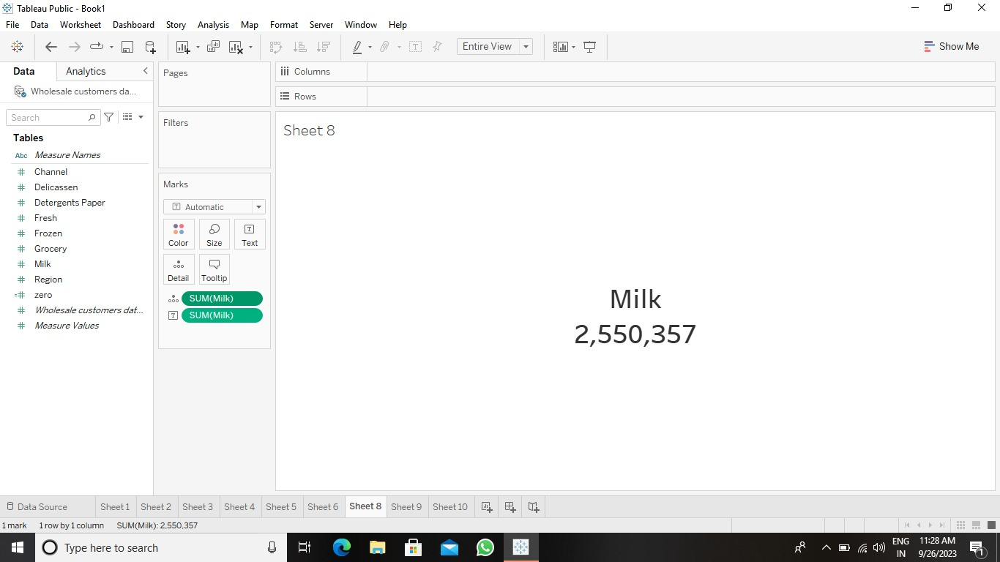 Tableau Public - Book1
File Data Worksheet Dashboard Story Analysis Map Format Server Window Help
Entire View
Show Me
Data Analytics
Wholesale customers da...
Search
Tables
Abc Measure Names
Channel
Delicassen
Detergents Paper
Fresh
Frozen
Grocery
Milk
Region
zero
Wholesale customers dat...
Measure Values
Pages
Filters
Marks
Automatic
Color Size Text
Detail Tooltip
SUM(Milk)
SUM(Milk)
Columns
Rows
Sheet 8
Milk
2,550,357
Data Source Sheet 1 Sheet 2 Sheet 3 Sheet 4 Sheet 5 Sheet 6 Sheet 8 Sheet 9 Sheet 10
1 mark 1 row by 1 column SUM(Milk): 2,550,357
Type here to search
ENG
IN
11:28 AM
9/26/2023
1